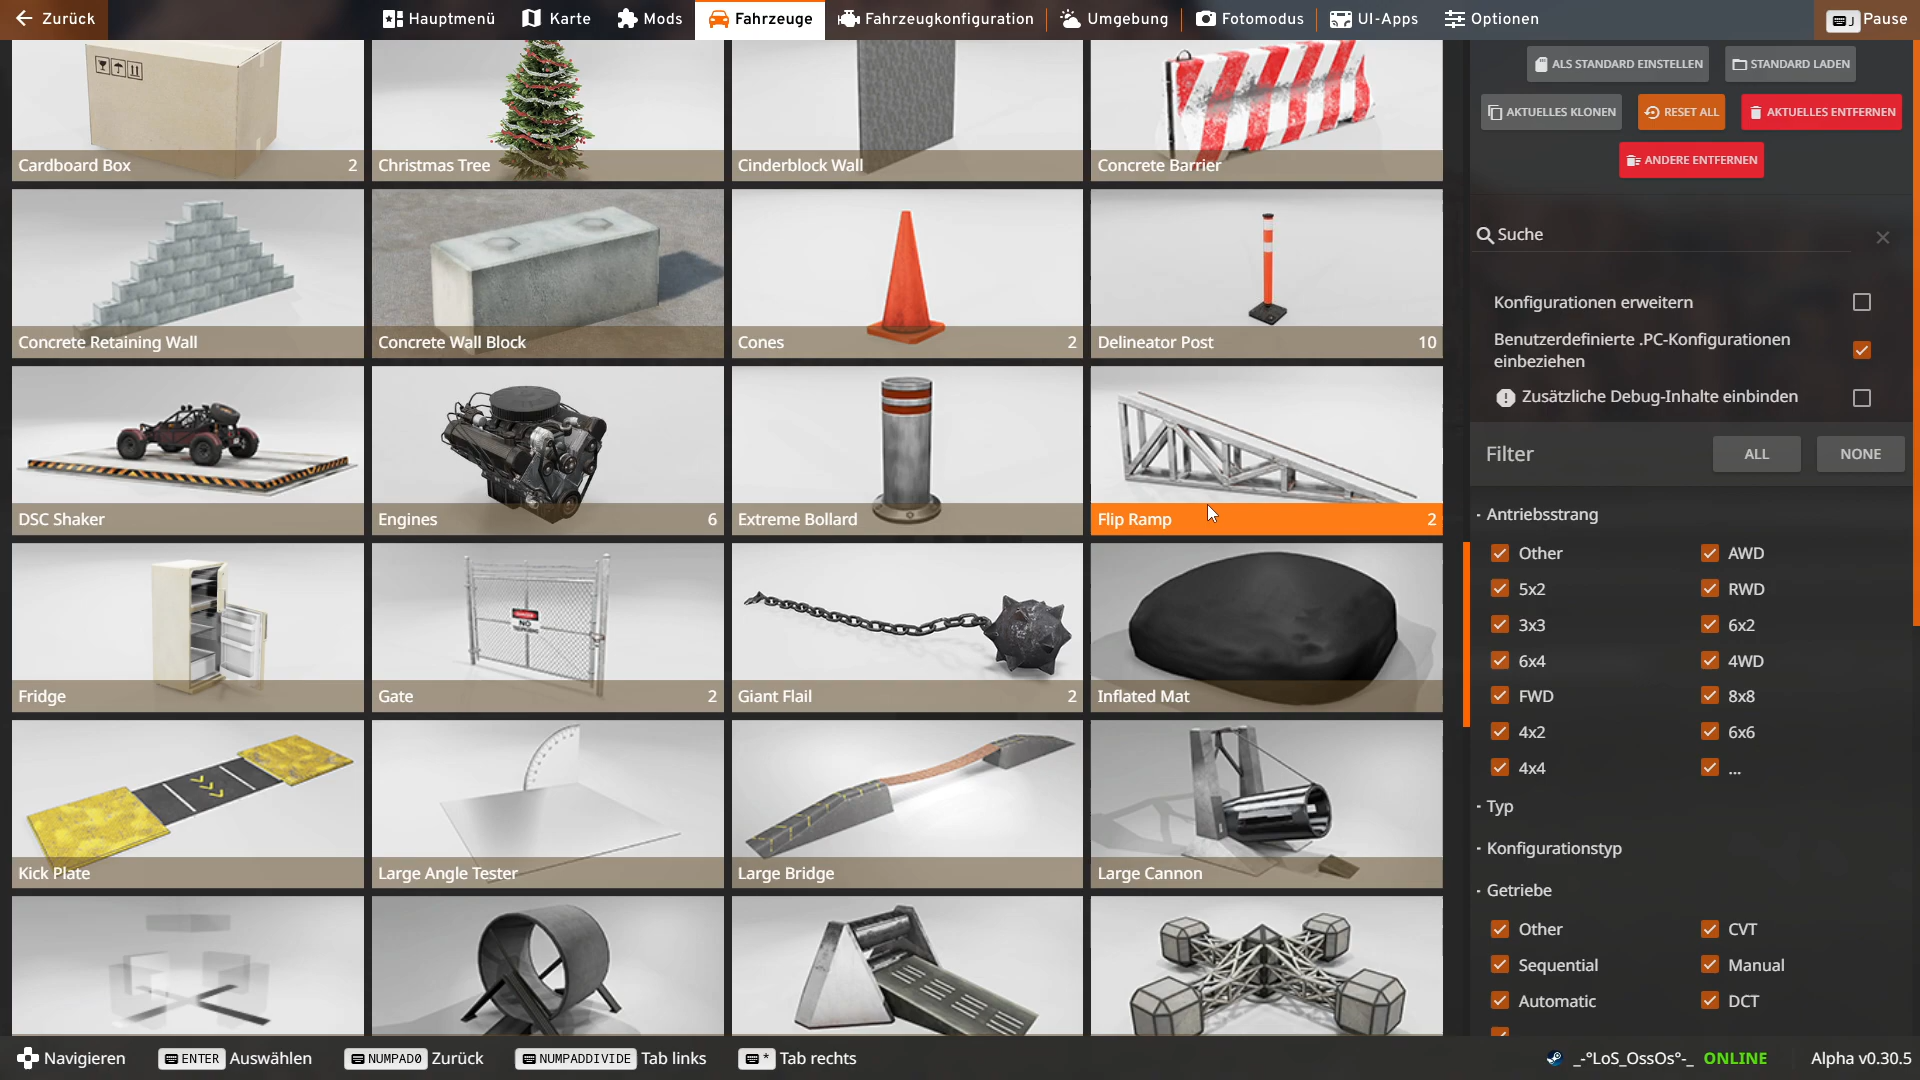 Zurück
Hauptmenü
Karte
Mods
Fahrzeuge
Fahrzeugkonfiguration
Umgebung
Fotomodus
UI-Apps
Optionen
J Pause
Cardboard Box 2
Christmas Tree
Cinderblock Wall
Concrete Barrier
Concrete Retaining Wall
Concrete Wall Block
Cones 2
Delineator Post 10
DSC Shaker
Engines 6
Extreme Bollard
Flip Ramp 2
Fridge
DANGER
NO
Gate 2
Giant Flail 2
Inflated Mat
Kick Plate
Large Angle Tester
Large Bridge
Large Cannon
ALS STANDARD EINSTELLEN
STANDARD LADEN
AKTUELLES KLONEN
RESET ALL
AKTUELLES ENTFERNEN
ANDERE ENTFERNEN
Suche
Konfigurationen erweitern
Benutzerdefinierte .PC-Konfigurationen
einbeziehen
Zusätzliche Debug-Inhalte einbinden
Filter
ALL
NONE
- Antriebsstrang
Other
AWD
5x2
RWD
3x3
6x2
6x4
4WD
FWD
8x8
4x2
6x6
4x4
...
- Typ
- Konfigurationstyp
- Getriebe
Other
CVT
Sequential
Manual
Automatic
DCT
Navigieren
ENTER Auswählen
NUMPAD0 Zurück
NUMPADDIVIDE Tab links
* Tab rechts
_-°LoS_OssOs°-_ ONLINE
Alpha v0.30.5